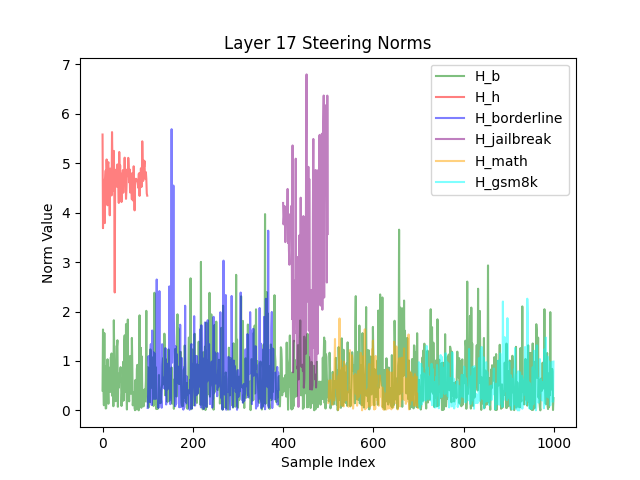 Layer 17 Steering Norms
7
6
5
4
3
2
1
0
Norm Value
H_b
H_h
H_borderline
H_jailbreak
H_math
H_gsm8k
0
200
400
600
800
1000
Sample Index